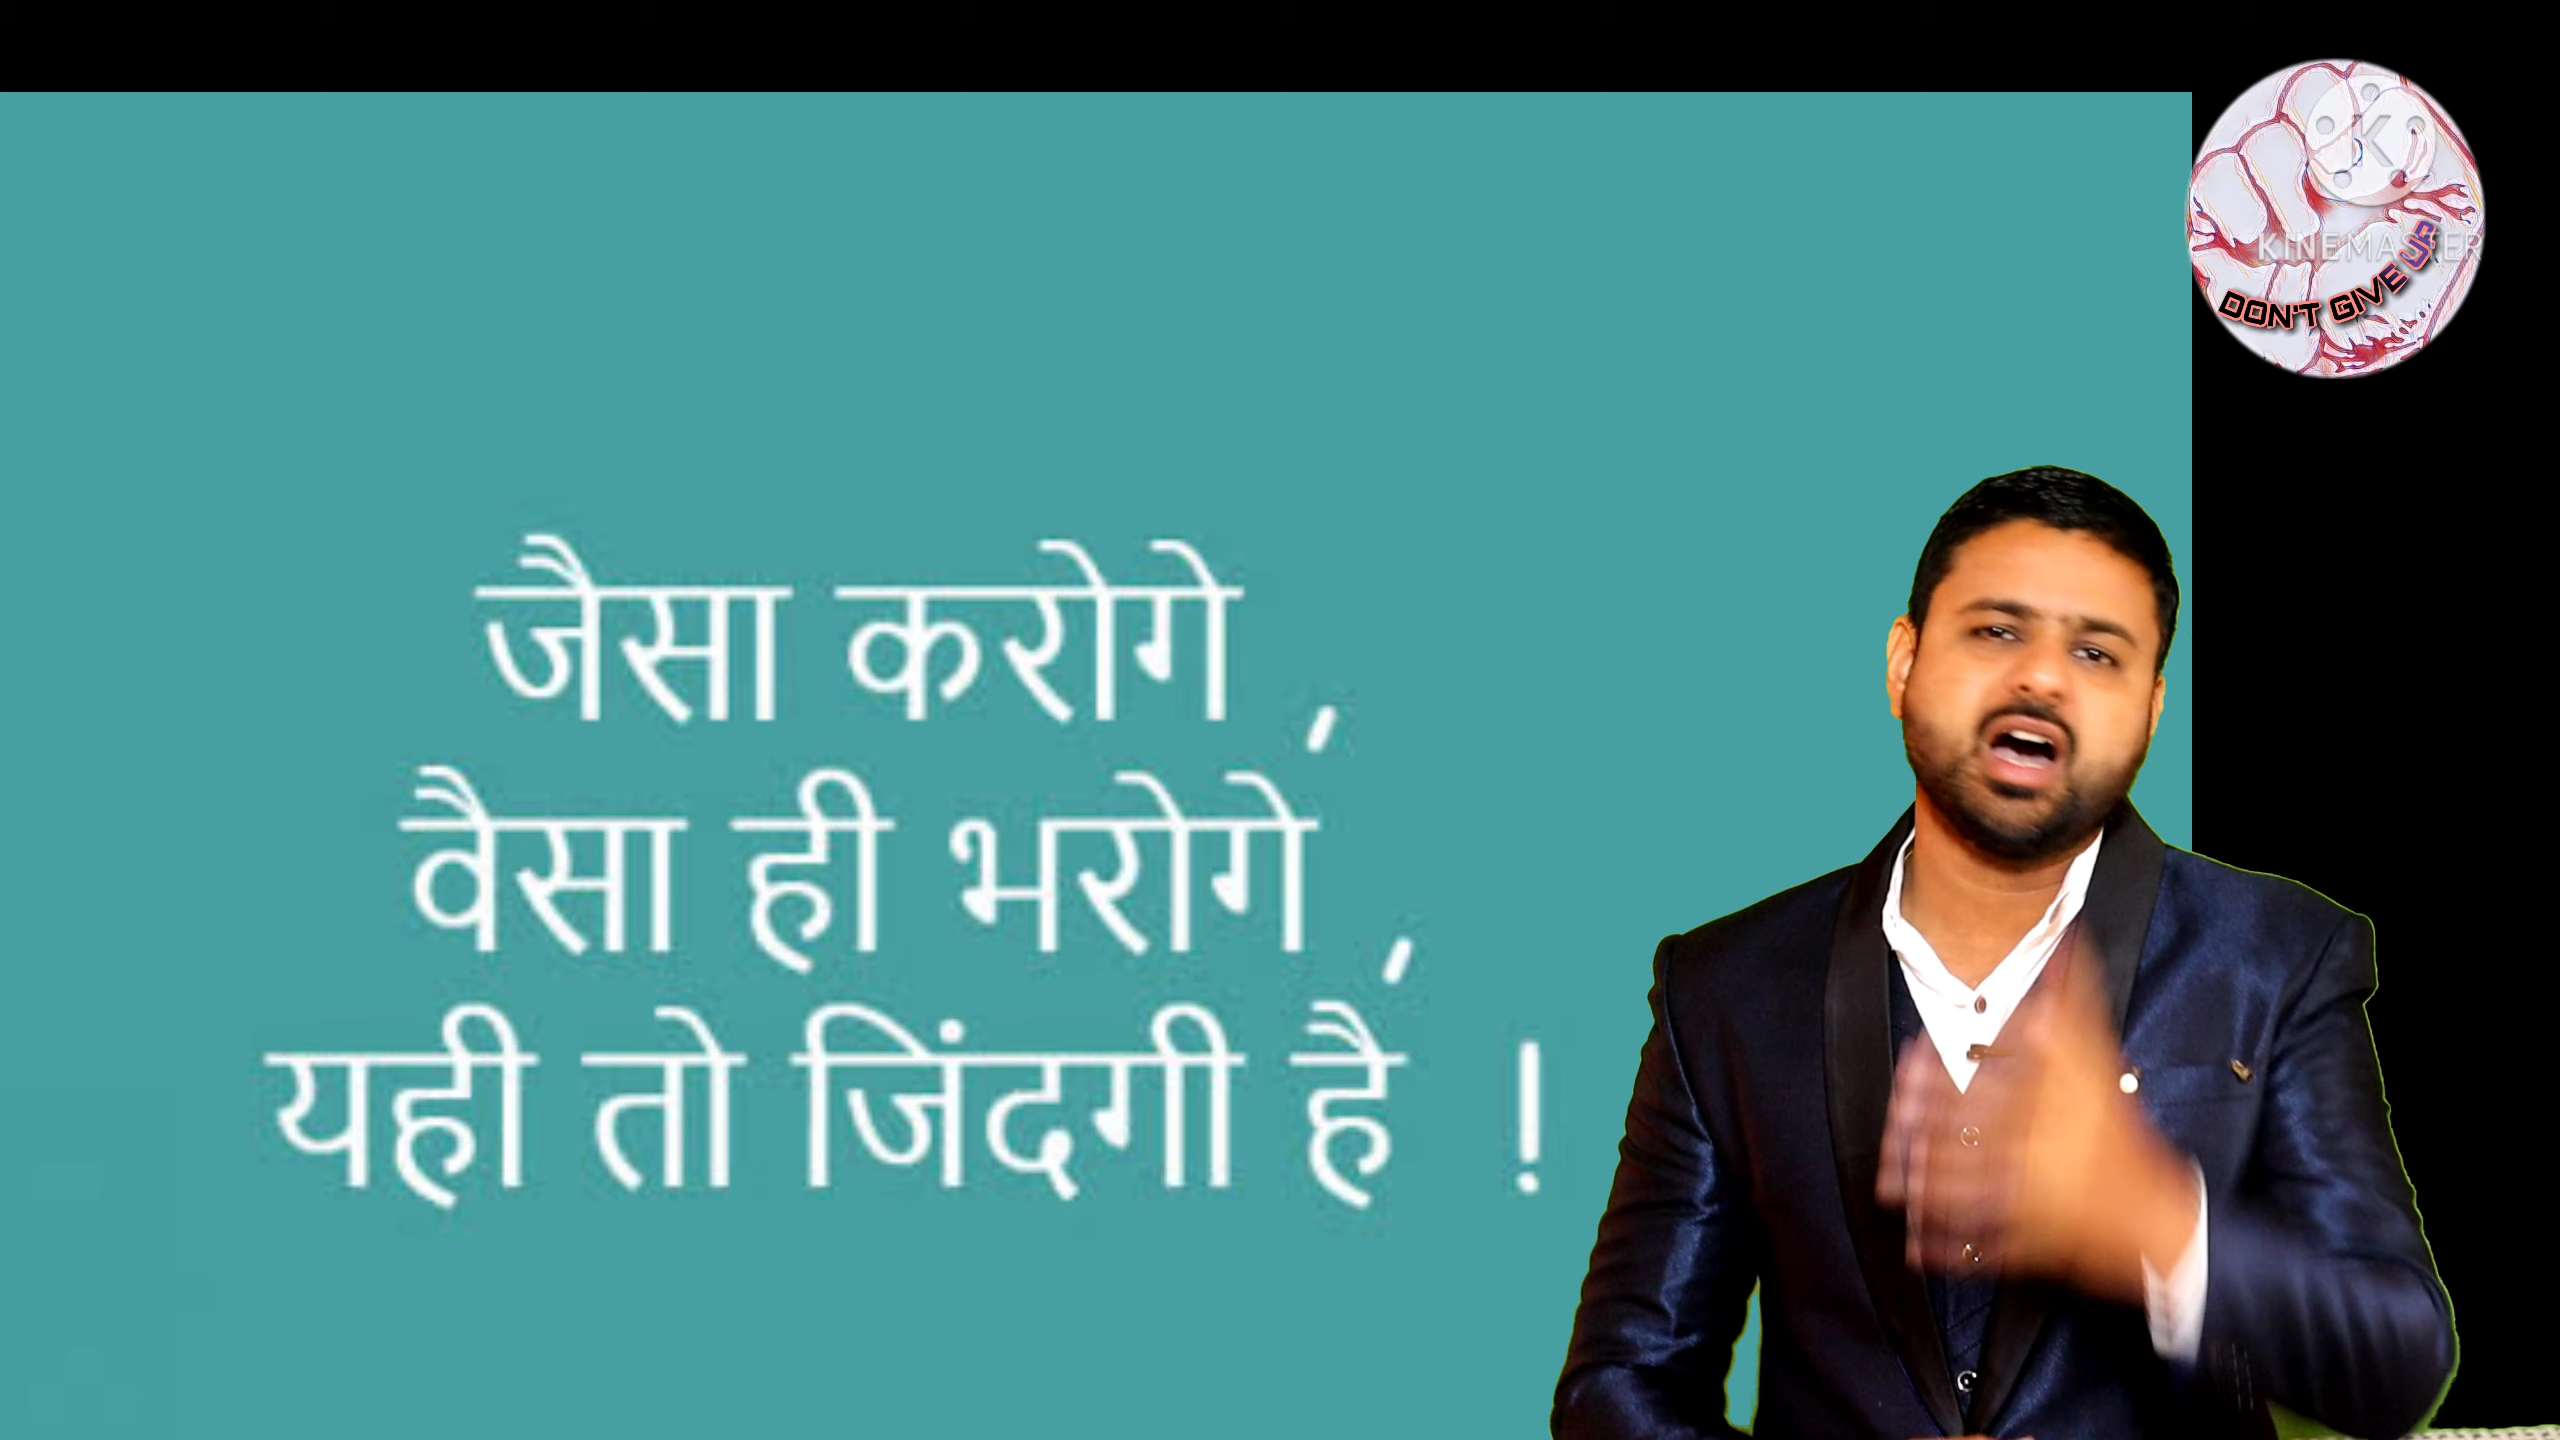 जैसा करोगे ,
वैसा ही भरोगे ,
यही तो जिंदगी है !
KINEMASTER
DON'T GIVE UP